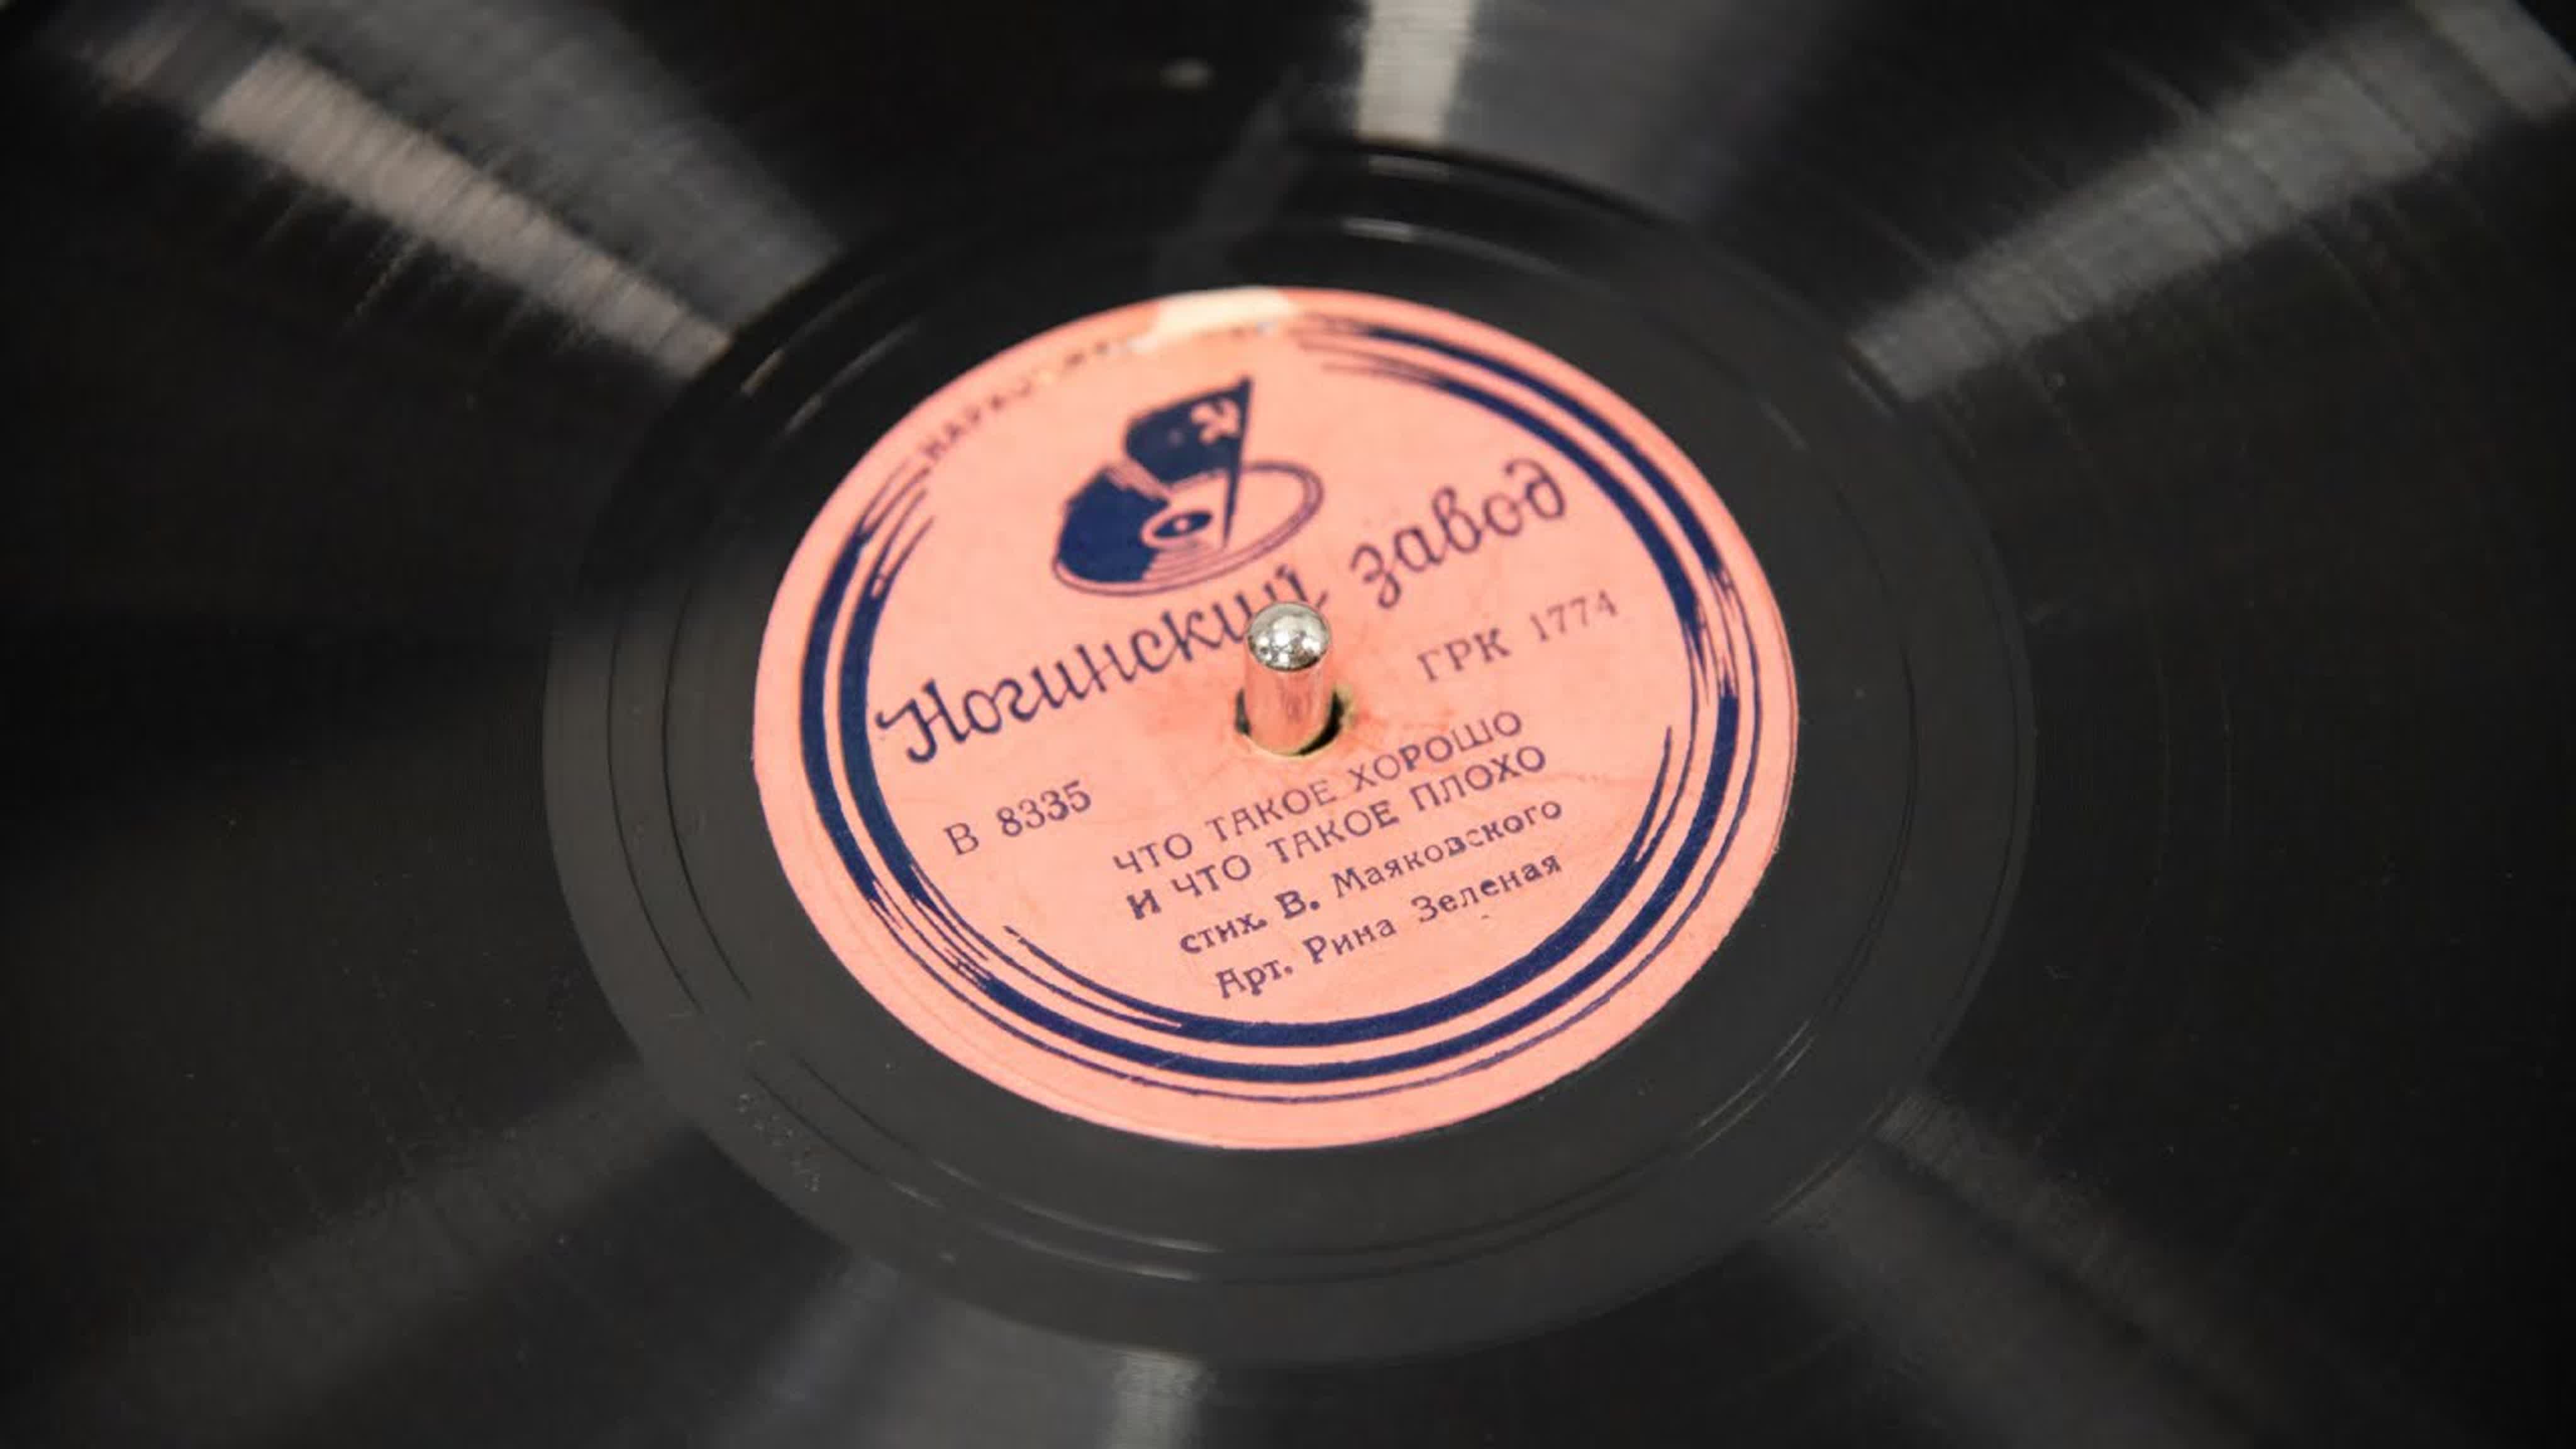 Ногинский завод
ГРК 1774
В 8335
ЧТО ТАКОЕ ХОРОШО
И ЧТО ТАКОЕ ПЛОХО
стих. В. Маяковского
Арт. Рина Зеленая